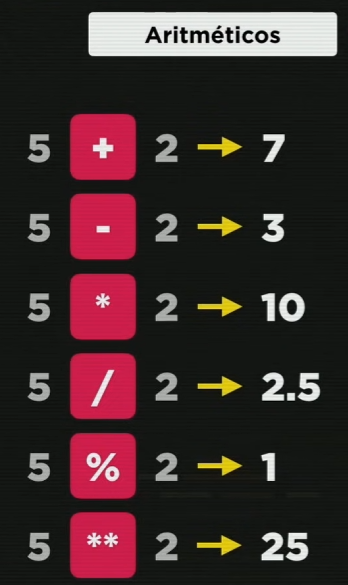 Aritméticos
5 + 2 → 7
5 - 2 → 3
5 * 2 → 10
5 / 2 → 2.5
5 % 2 → 1
5 ** 2 → 25